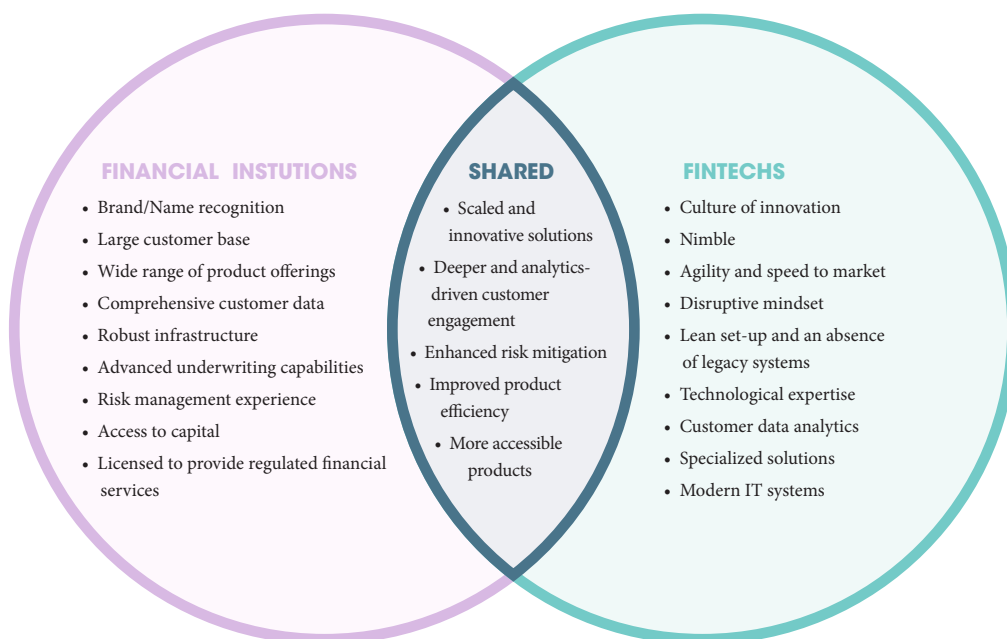 FINANCIAL INSTUTIONS
• Brand/Name recognition
• Large customer base
• Wide range of product offerings
• Comprehensive customer data
• Robust infrastructure
• Advanced underwriting capabilities
• Risk management experience
• Access to capital
• Licensed to provide regulated financial
services
SHARED
• Scaled and
innovative solutions
• Deeper and analytics-
driven customer
engagement
• Enhanced risk mitigation
• Improved product
efficiency
• More accessible
products
FINTECHS
• Culture of innovation
• Nimble
• Agility and speed to market
• Disruptive mindset
• Lean set-up and an absence
of legacy systems
• Technological expertise
• Customer data analytics
• Specialized solutions
• Modern IT systems